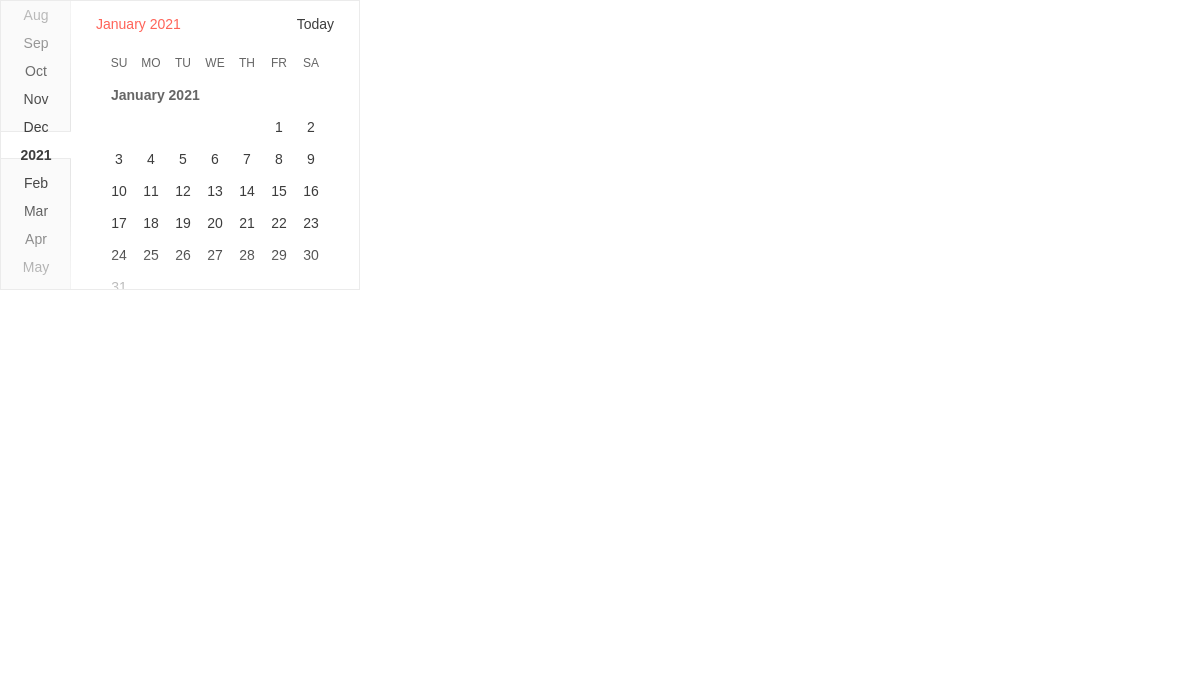 Aug
Sep
Oct
Nov
Dec
2021
Feb
Mar
Apr
May
January 2021 Today
SU MO TU WE TH FR SA
January 2021
1 2
3 4 5 6 7 8 9
10 11 12 13 14 15 16
17 18 19 20 21 22 23
24 25 26 27 28 29 30
31